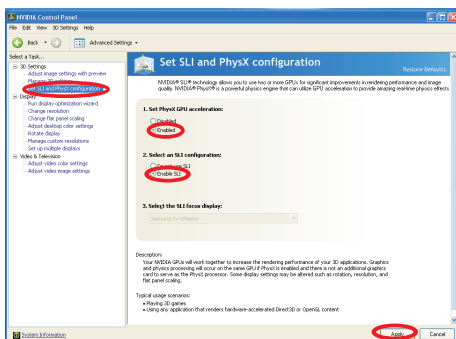 NVIDIA Control Panel
File Edit View 3D Settings Help
Back Advanced Settings
Select a Task...
3D Settings
Adjust image settings with preview
Manage 3D settings
Set SLI and PhysX configuration
Display
Run display optimization wizard
Change resolution
Change flat panel scaling
Adjust desktop color settings
Rotate display
Manage custom resolutions
Set up multiple displays
Video & Television
Adjust video color settings
Adjust video image settings
System Information
Set SLI and PhysX configuration
Restore Defaults
NVIDIA® SLI® technology allows you to use two or more GPUs for significant improvements in rendering performance and image
quality. NVIDIA® PhysX® is a powerful physics engine that can utilize GPU acceleration to provide amazing real-time physics effects.
1. Set PhysX GPU acceleration:
Disabled
Enabled
2. Select an SLI configuration:
Do not use SLI
Enable SLI
3. Select the SLI focus display:
Samsung SyncMaster
Description:
Your NVIDIA GPUs will work together to increase the rendering performance of your 3D applications. Graphics
and physics processing will occur on the same GPU if PhysX is enabled and there is not an additional graphics
card to serve as the PhysX processor. Some display settings may be altered such as rotation, resolution, and
flat panel scaling.
Typical usage scenarios:
• Playing 3D games
• Using any application that renders hardware-accelerated Direct3D or OpenGL content
Apply Cancel